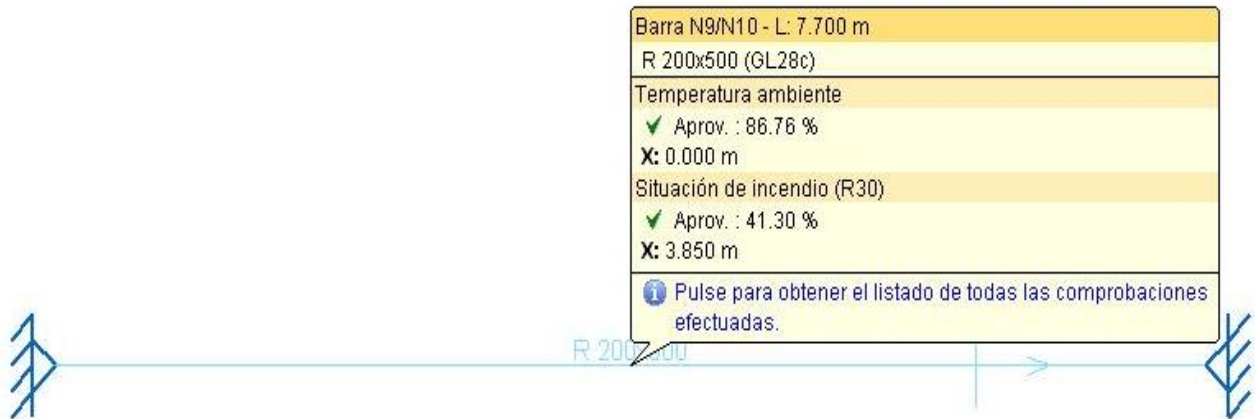 Barra N9/N10 - L: 7.700 m
R 200x500 (GL28c)
Temperatura ambiente
Aprov. : 86.76 %
X: 0.000 m
Situación de incendio (R30)
Aprov. : 41.30 %
X: 3.850 m
Pulse para obtener el listado de todas las comprobaciones
efectuadas.
R 200x500